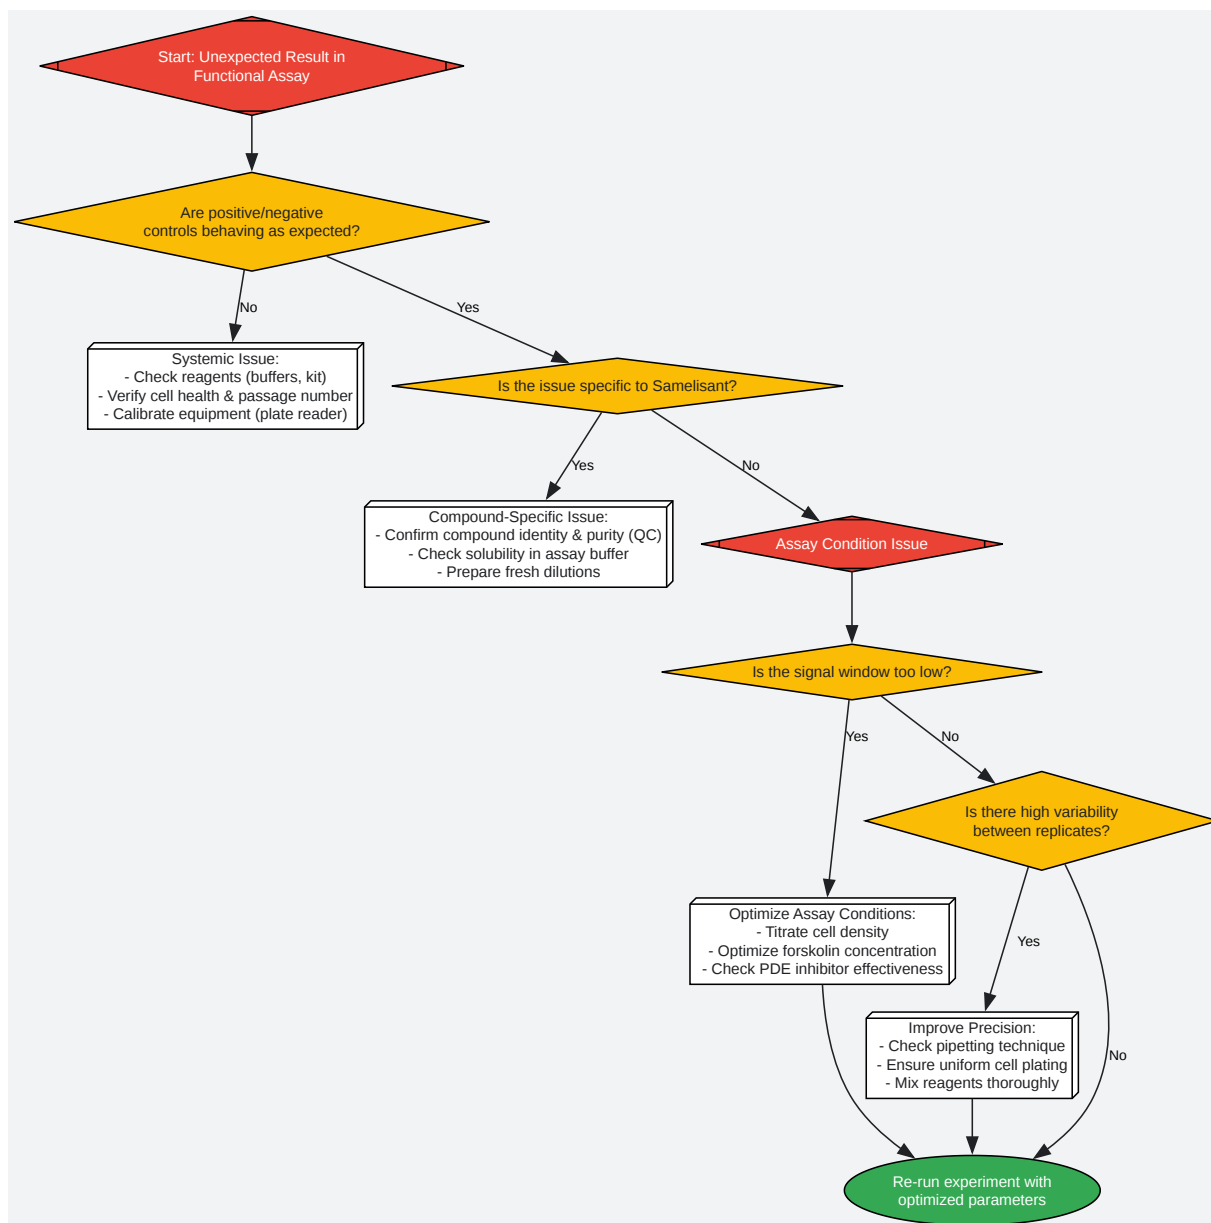 Start: Unexpected Result in
Functional Assay
Are positive/negative
controls behaving as expected?
No
Yes
Systemic Issue:
- Check reagents (buffers, kit)
- Verify cell health & passage number
- Calibrate equipment (plate reader)
Is the issue specific to Samelisant?
Yes
No
Compound-Specific Issue:
- Confirm compound identity & purity (QC)
- Check solubility in assay buffer
- Prepare fresh dilutions
Assay Condition Issue
Is the signal window too low?
Yes
No
Is there high variability
between replicates?
Optimize Assay Conditions:
- Titrate cell density
- Optimize forskolin concentration
- Check PDE inhibitor effectiveness
Yes
No
Improve Precision:
- Check pipetting technique
- Ensure uniform cell plating
- Mix reagents thoroughly
Re-run experiment with
optimized parameters